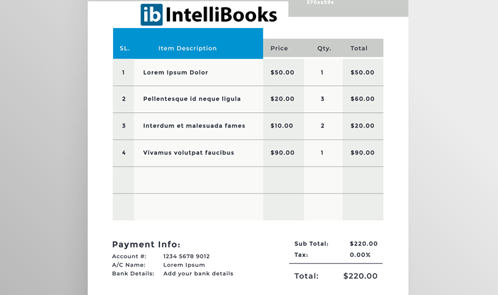 ib IntelliBooks
SL. Item Description Price Qty. Total
1 Lorem Ipsum Dolor $50.00 1 $50.00
2 Pellentesque id neque ligula $20.00 3 $60.00
3 Interdum et malesuada fames $10.00 2 $20.00
4 Vivamus volutpat faucibus $90.00 1 $90.00
Payment Info:
Account #: 1234 5678 9012
A/C Name: Lorem Ipsum
Bank Details: Add your bank details
Sub Total: $220.00
Tax: 0.00%
Total: $220.00